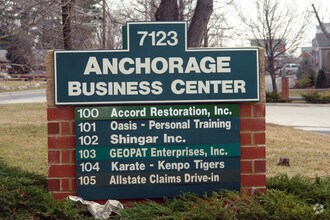 7123
ANCHORAGE
BUSINESS CENTER
100 Accord Restoration, Inc.
101 Oasis - Personal Training
102 Shingar Inc.
103 GEOPAT Enterprises, Inc.
104 Karate - Kenpo Tigers
105 Allstate Claims Drive-in